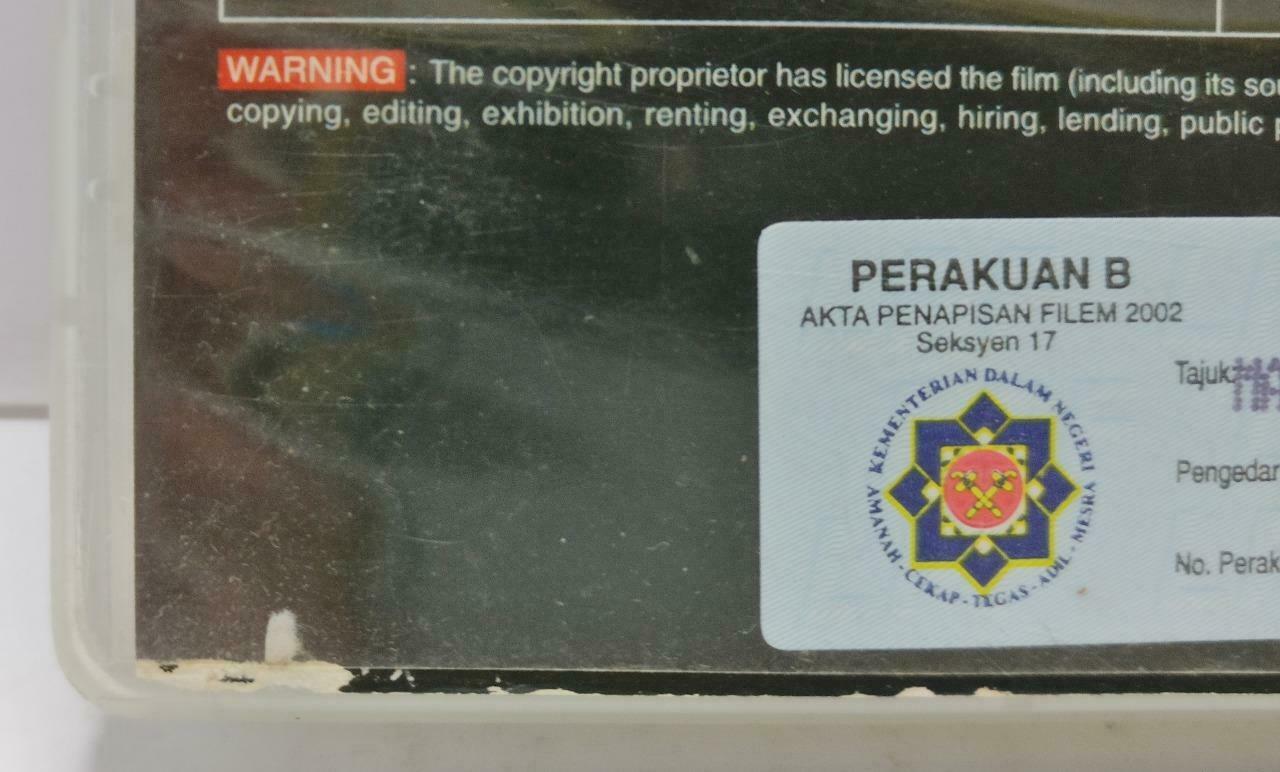 WARNING : The copyright proprietor has licensed the film (including its
copying, editing, exhibition, renting, exchanging, hiring, lending, public
PERAKUAN B
AKTA PENAPISAN FILEM 2002
Seksyen 17
KEMENTERIAN DALAM NEGERI
AMANAH - CEKAP - TEGAS - ADIL - MESRA
Tajuk:
Pengedar
No. Perak